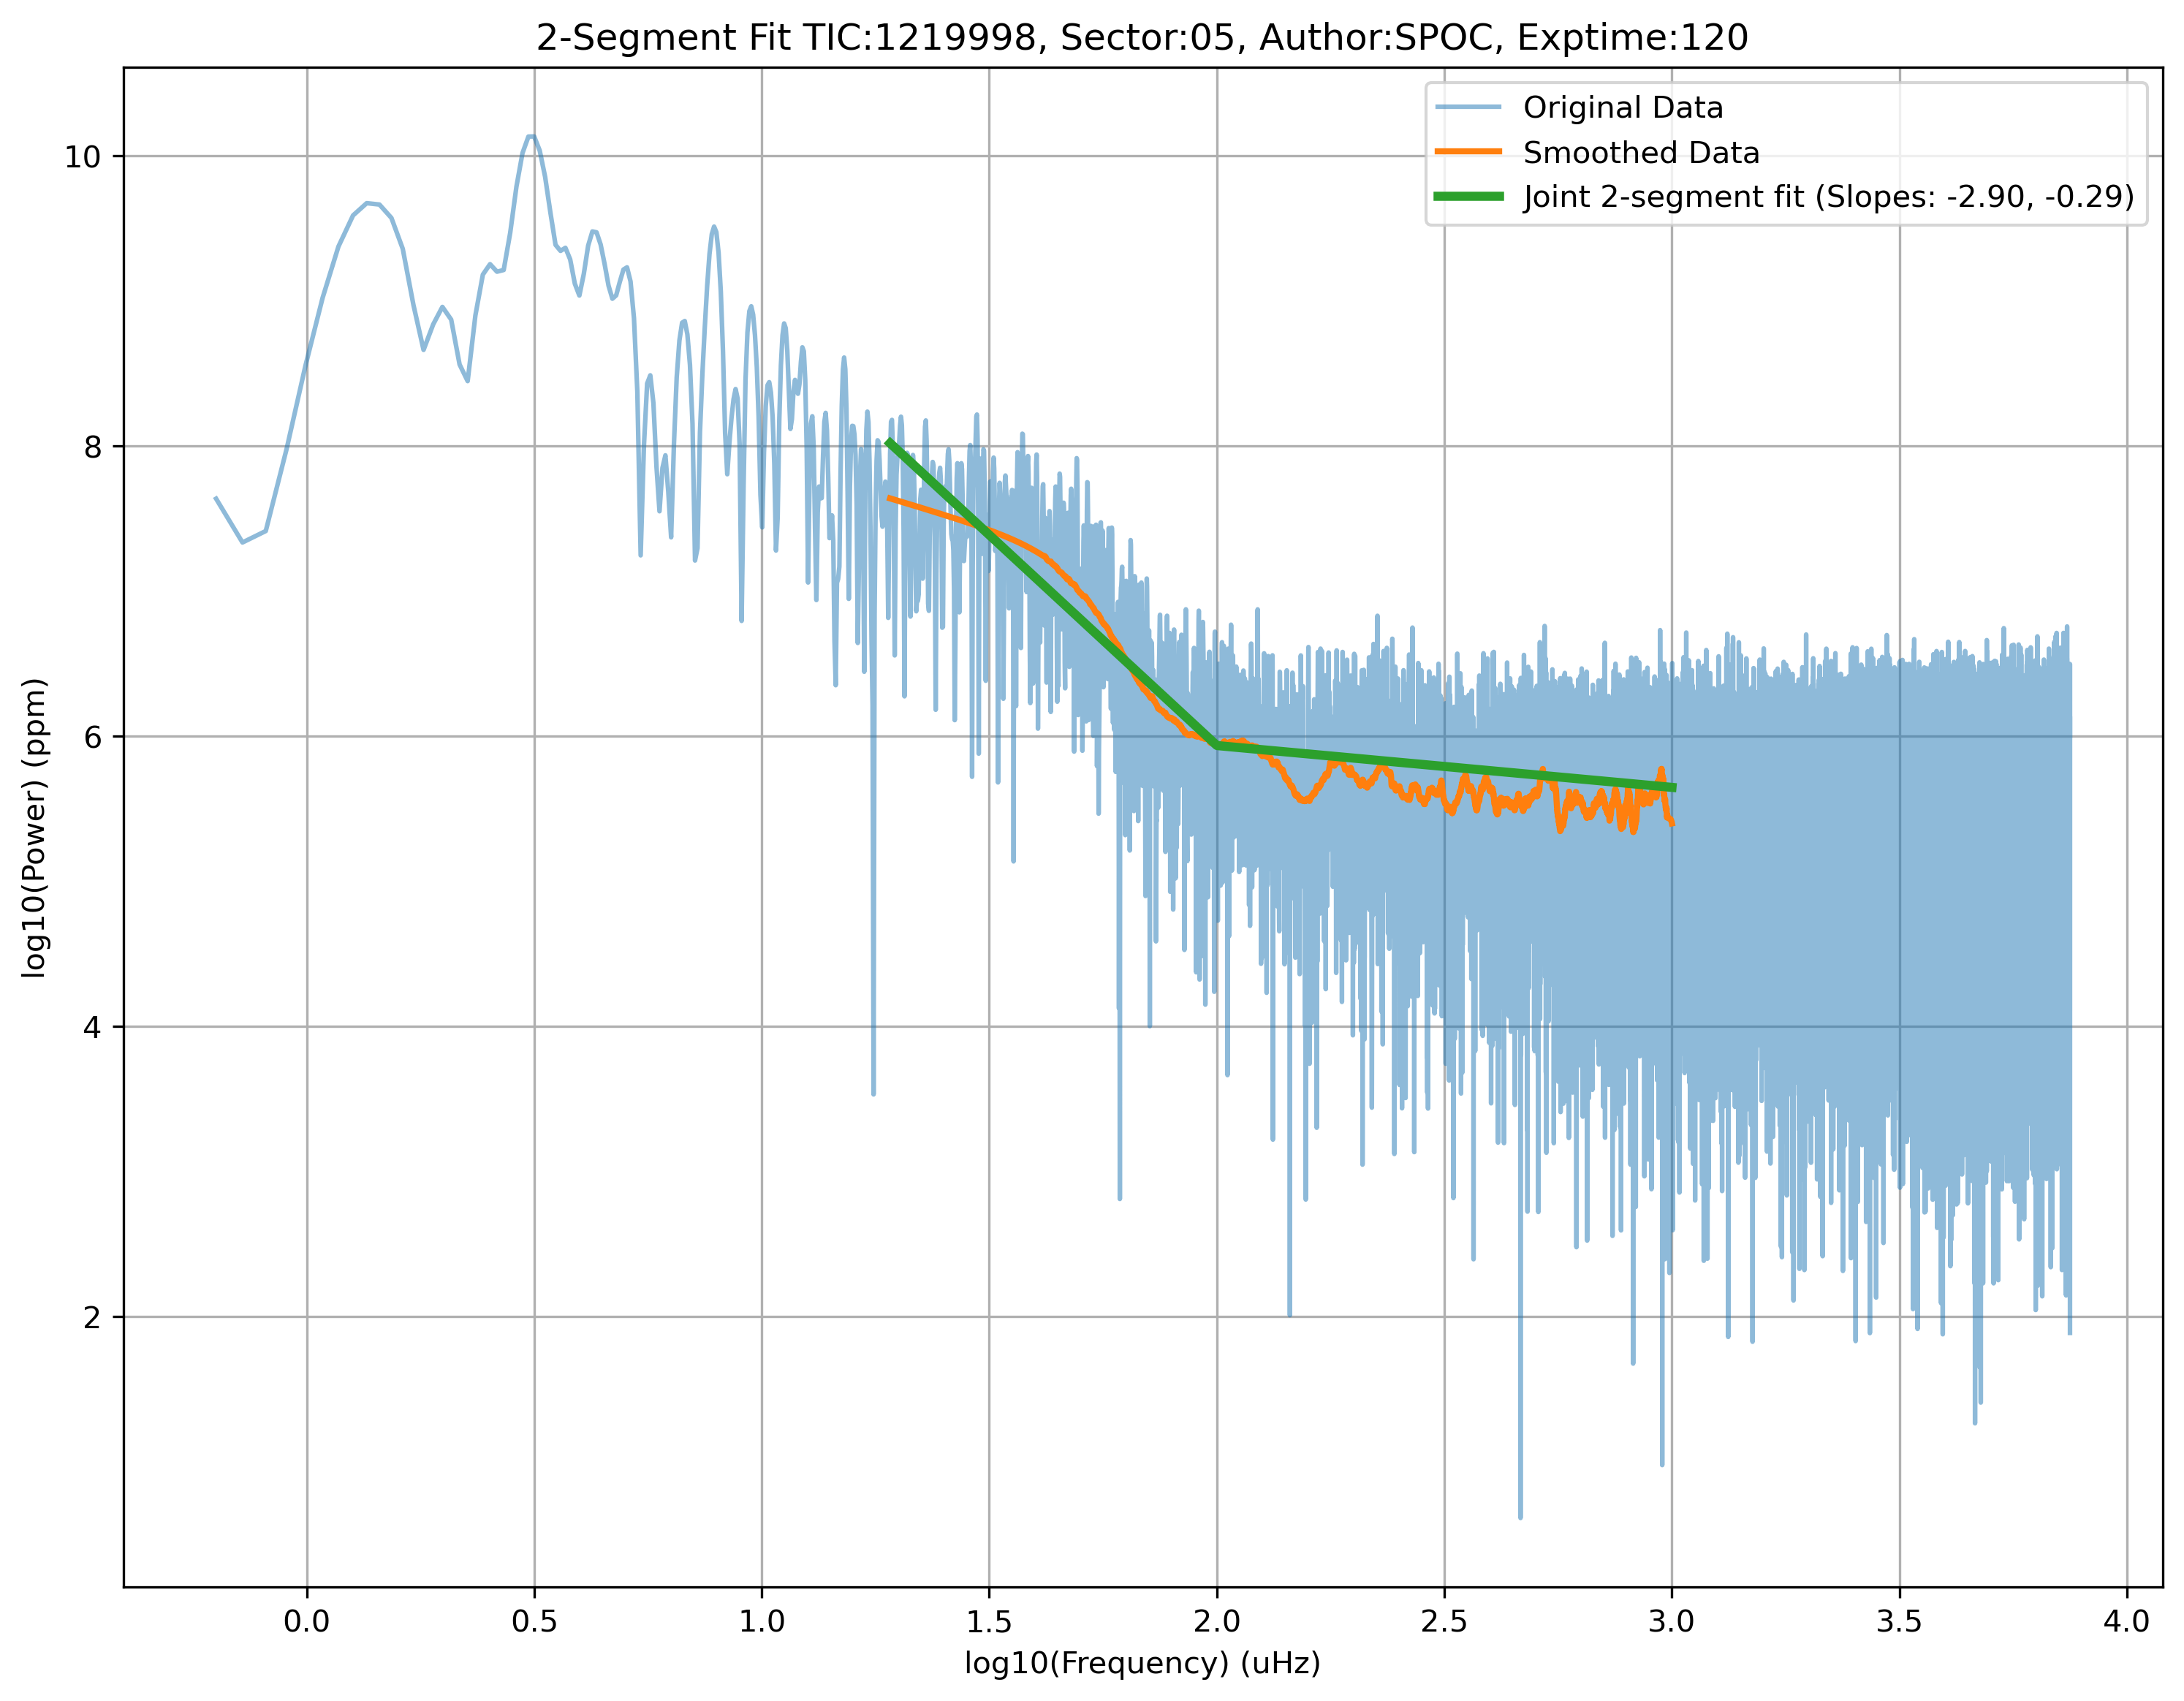 2-Segment Fit TIC:1219998, Sector:05, Author:SPOC, Exptime:120
Original Data
Smoothed Data
Joint 2-segment fit (Slopes: -2.90, -0.29)
log10(Power) (ppm)
10
8
6
4
2
0.0 0.5 1.0 1.5 2.0 2.5 3.0 3.5 4.0
log10(Frequency) (uHz)